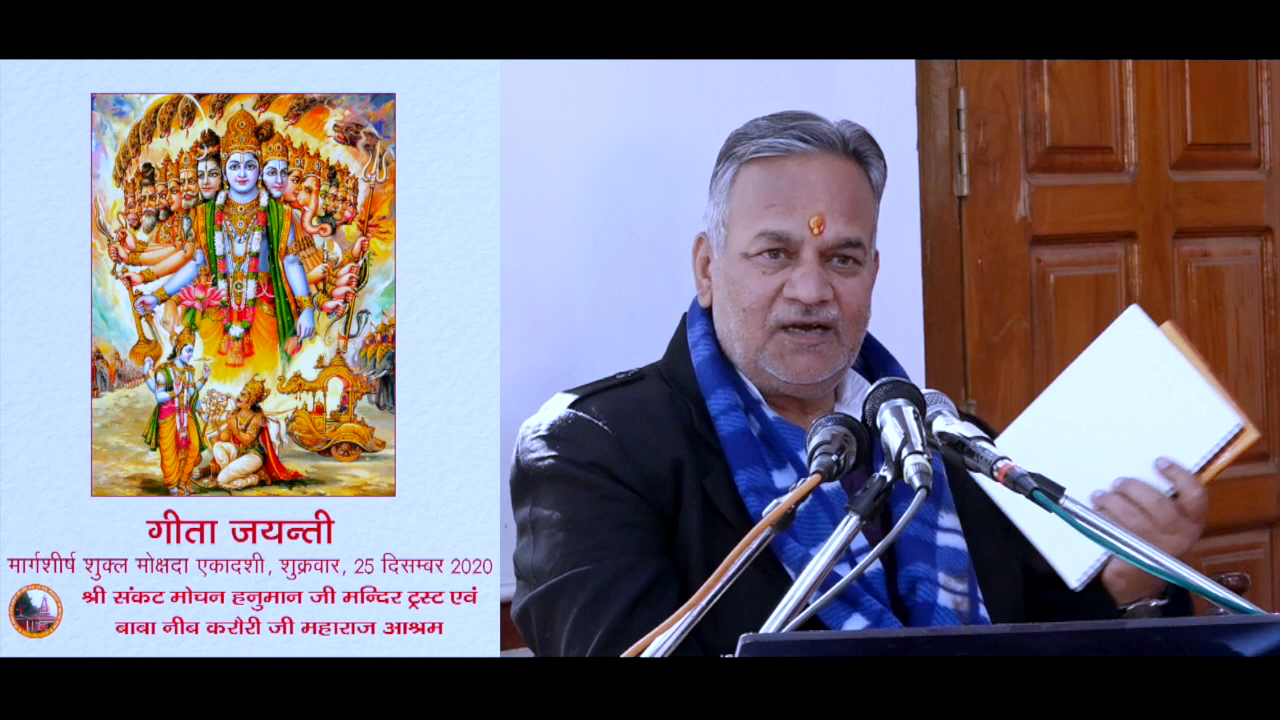 गीता जयन्ती
मार्गशीर्ष शुक्ल मोक्षदा एकादशी, शुक्रवार, 25 दिसम्वर 2020
श्री संकट मोचन हनुमान जी मन्दिर ट्रस्ट एवं
बाबा नीब करौरी जी महाराज आश्रम